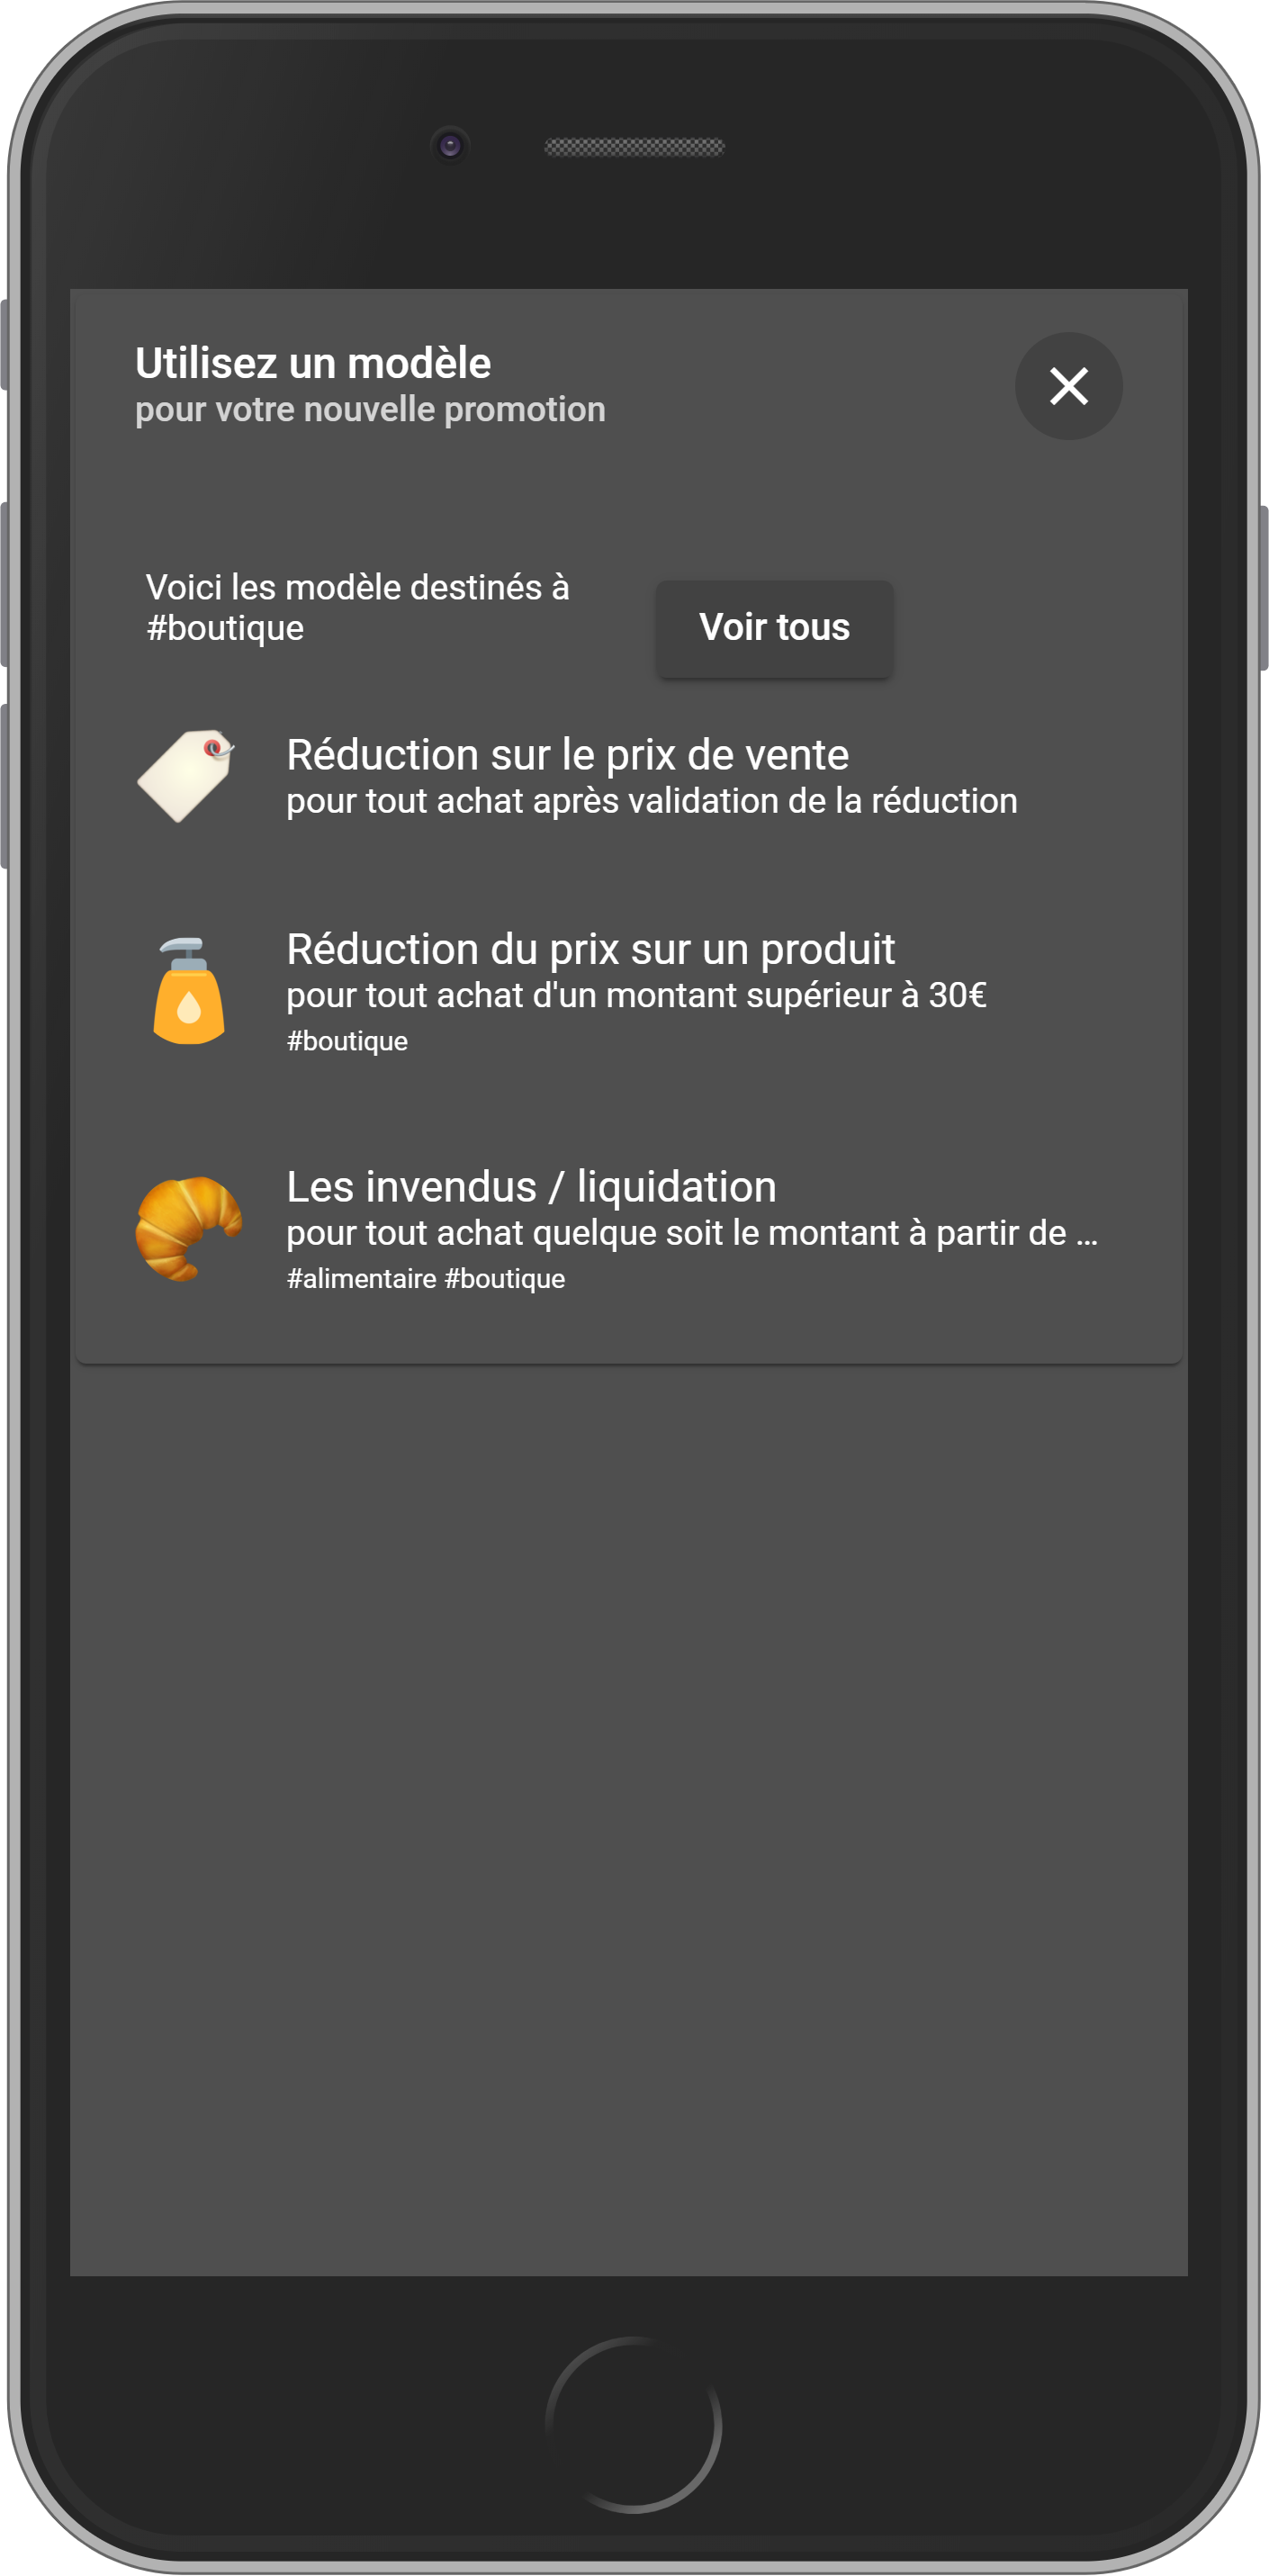 Utilisez un modèle
pour votre nouvelle promotion
Voici les modèle destinés à
#boutique
Voir tous
Réduction sur le prix de vente
pour tout achat après validation de la réduction
Réduction du prix sur un produit
pour tout achat d'un montant supérieur à 30€
#boutique
Les invendus / liquidation
pour tout achat quelque soit le montant à partir de ...
#alimentaire #boutique